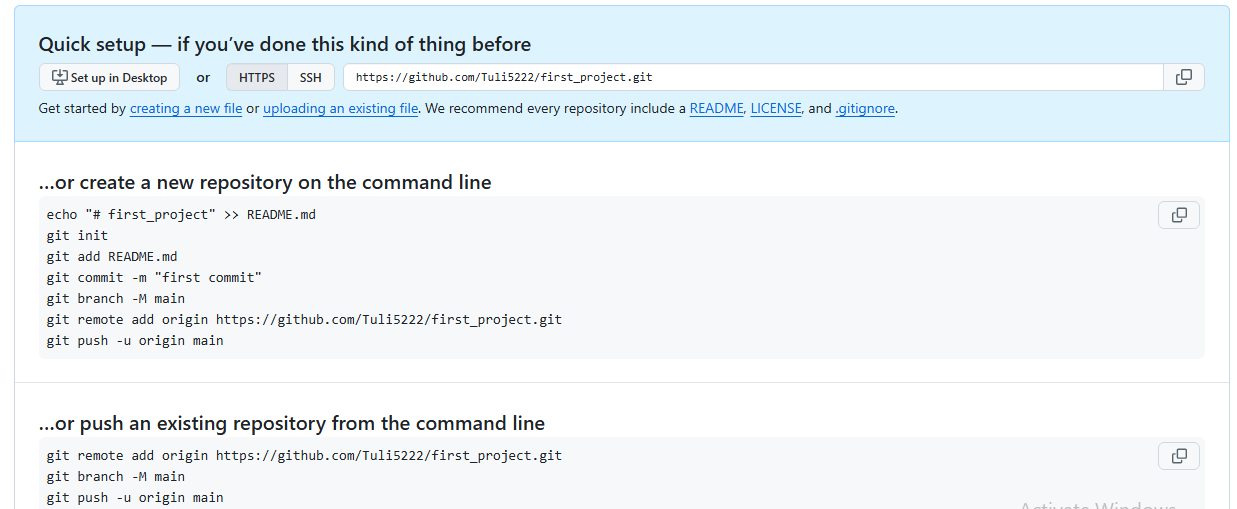 Quick setup — if you’ve done this kind of thing before
Set up in Desktop or HTTPS SSH https://github.com/Tuli5222/first_project.git
Get started by creating a new file or uploading an existing file. We recommend every repository include a README, LICENSE, and .gitignore.
…or create a new repository on the command line
echo "# first_project" >> README.md
git init
git add README.md
git commit -m "first commit"
git branch -M main
git remote add origin https://github.com/Tuli5222/first_project.git
git push -u origin main
…or push an existing repository from the command line
git remote add origin https://github.com/Tuli5222/first_project.git
git branch -M main
git push -u origin main
Activate Windows